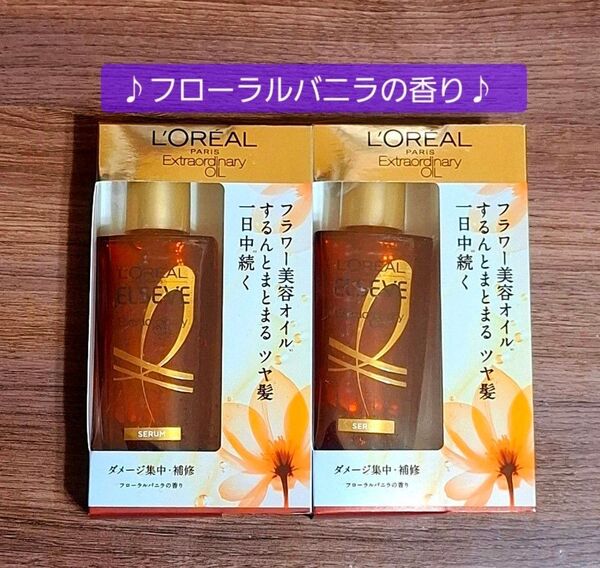 ♪フローラルバニラの香り♪
L'ORÉAL
PARIS
Extraordinary
OIL
フラワー美容オイル
するんとまとまる ツヤ髪
一日中続く
L'ORÉAL
ELSEVE
SERUM
ダメージ集中・補修
フローラルバニラの香り
L'ORÉAL
PARIS
Extraordinary
OIL
フラワー美容オイル
するんとまとまる ツヤ髪
一日中続く
L'ORÉAL
ELSEVE
ダメージ集中・補修
フローラルバニラの香り